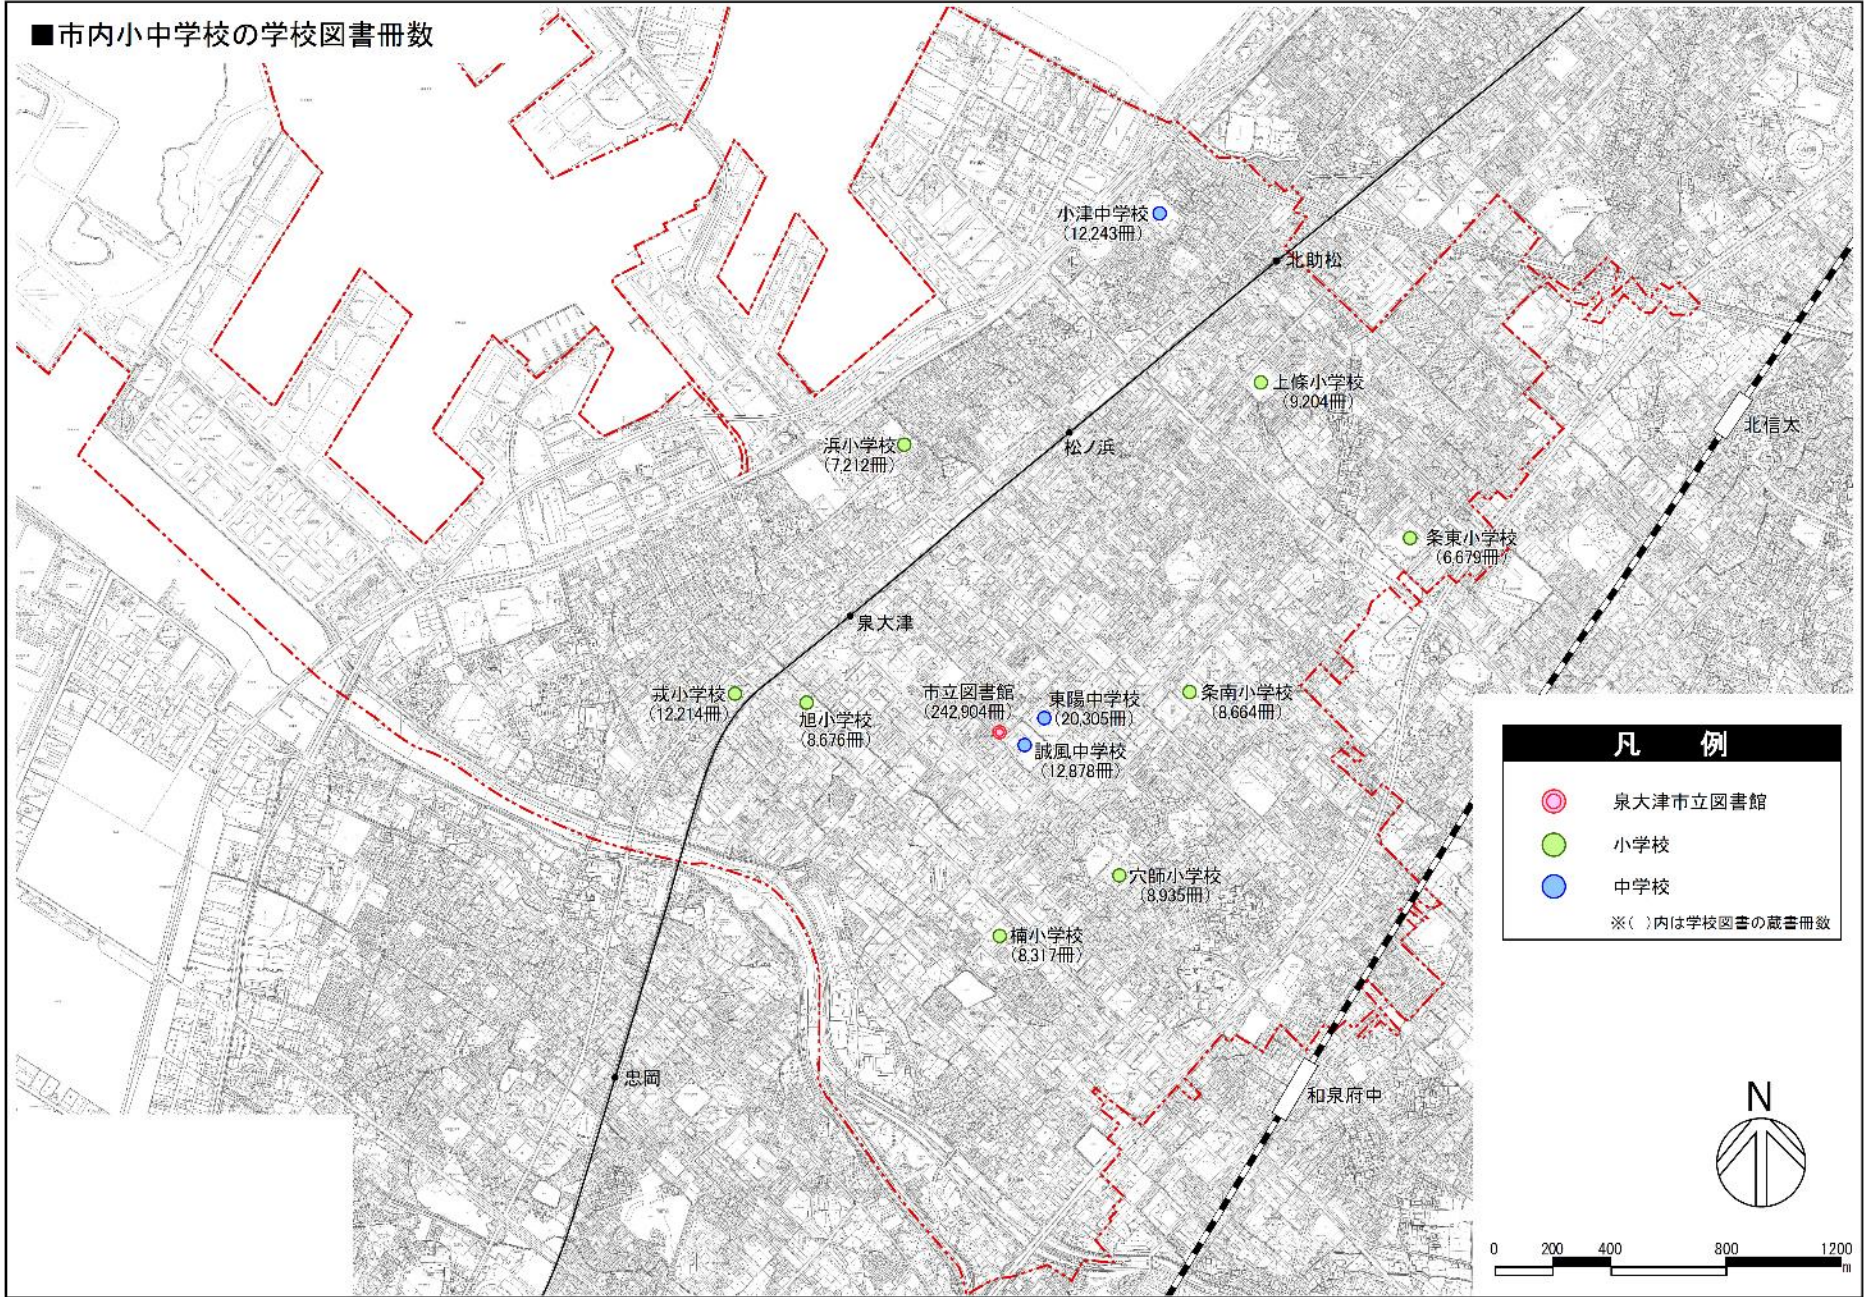 ■市内小中学校の学校図書冊数
小津中学校
(12,243冊)
北助松
上條小学校
(9,204冊)
北信太
浜小学校
(7,212冊)
松ノ浜
条東小学校
(6,679冊)
泉大津
戎小学校
(12,214冊)
旭小学校
(8,676冊)
市立図書館
(242,904冊)
東陽中学校
(20,305冊)
誠風中学校
(12,878冊)
条南小学校
(8,664冊)
穴師小学校
(8,935冊)
楠小学校
(8,317冊)
忠岡
和泉府中
凡 例
泉大津市立図書館
小学校
中学校
※( )内は学校図書の蔵書冊数
N
0 200 400 800 1200
m